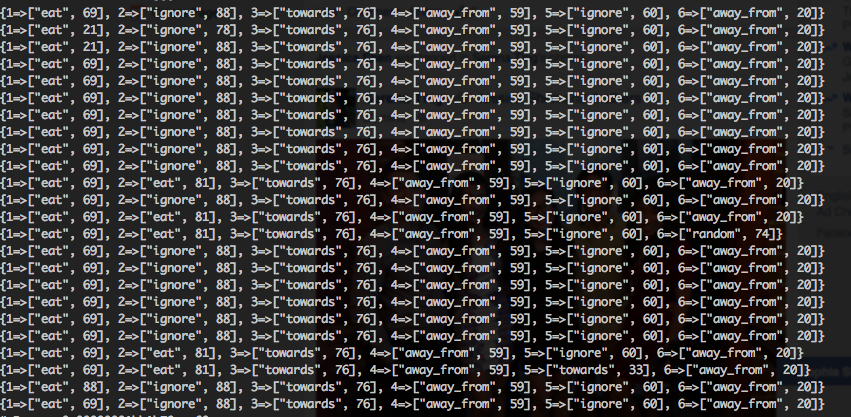 {1=>["eat", 69], 2=>["ignore", 88], 3=>["towards", 76], 4=>["away_from", 59], 5=>["ignore", 60], 6=>["away_from", 20]}
{1=>["eat", 21], 2=>["ignore", 78], 3=>["towards", 76], 4=>["away_from", 59], 5=>["ignore", 60], 6=>["away_from", 20]}
{1=>["eat", 21], 2=>["ignore", 88], 3=>["towards", 76], 4=>["away_from", 59], 5=>["ignore", 60], 6=>["away_from", 20]}
{1=>["eat", 69], 2=>["ignore", 88], 3=>["towards", 76], 4=>["away_from", 59], 5=>["ignore", 60], 6=>["away_from", 20]}
{1=>["eat", 69], 2=>["ignore", 88], 3=>["towards", 76], 4=>["away_from", 59], 5=>["ignore", 60], 6=>["away_from", 20]}
{1=>["eat", 69], 2=>["ignore", 88], 3=>["towards", 76], 4=>["away_from", 59], 5=>["ignore", 60], 6=>["away_from", 20]}
{1=>["eat", 69], 2=>["ignore", 88], 3=>["towards", 76], 4=>["away_from", 59], 5=>["ignore", 60], 6=>["away_from", 20]}
{1=>["eat", 69], 2=>["ignore", 88], 3=>["towards", 76], 4=>["away_from", 59], 5=>["ignore", 60], 6=>["away_from", 20]}
{1=>["eat", 69], 2=>["ignore", 88], 3=>["towards", 76], 4=>["away_from", 59], 5=>["ignore", 60], 6=>["away_from", 20]}
{1=>["eat", 69], 2=>["ignore", 88], 3=>["towards", 76], 4=>["away_from", 59], 5=>["ignore", 60], 6=>["away_from", 20]}
{1=>["eat", 69], 2=>["eat", 81], 3=>["towards", 76], 4=>["away_from", 59], 5=>["ignore", 60], 6=>["away_from", 20]}
{1=>["eat", 69], 2=>["ignore", 88], 3=>["towards", 76], 4=>["away_from", 59], 5=>["ignore", 60], 6=>["away_from", 20]}
{1=>["eat", 69], 2=>["eat", 81], 3=>["towards", 76], 4=>["away_from", 59], 5=>["ignore", 60], 6=>["away_from", 20]}
{1=>["eat", 69], 2=>["eat", 81], 3=>["towards", 76], 4=>["away_from", 59], 5=>["ignore", 60], 6=>["random", 74]}
{1=>["eat", 69], 2=>["ignore", 88], 3=>["towards", 76], 4=>["away_from", 59], 5=>["ignore", 60], 6=>["away_from", 20]}
{1=>["eat", 69], 2=>["ignore", 88], 3=>["towards", 76], 4=>["away_from", 59], 5=>["ignore", 60], 6=>["away_from", 20]}
{1=>["eat", 69], 2=>["ignore", 88], 3=>["towards", 76], 4=>["away_from", 59], 5=>["ignore", 60], 6=>["away_from", 20]}
{1=>["eat", 69], 2=>["ignore", 88], 3=>["towards", 76], 4=>["away_from", 59], 5=>["ignore", 60], 6=>["away_from", 20]}
{1=>["eat", 69], 2=>["ignore", 88], 3=>["towards", 76], 4=>["away_from", 59], 5=>["ignore", 60], 6=>["away_from", 20]}
{1=>["eat", 69], 2=>["ignore", 88], 3=>["towards", 76], 4=>["away_from", 59], 5=>["ignore", 60], 6=>["away_from", 20]}
{1=>["eat", 69], 2=>["eat", 81], 3=>["towards", 76], 4=>["away_from", 59], 5=>["ignore", 60], 6=>["away_from", 20]}
{1=>["eat", 69], 2=>["eat", 81], 3=>["towards", 76], 4=>["away_from", 59], 5=>["towards", 33], 6=>["away_from", 20]}
{1=>["eat", 88], 2=>["ignore", 88], 3=>["towards", 76], 4=>["away_from", 59], 5=>["ignore", 60], 6=>["away_from", 20]}
{1=>["eat", 69], 2=>["ignore", 88], 3=>["towards", 76], 4=>["away_from", 59], 5=>["ignore", 60], 6=>["away_from", 20]}